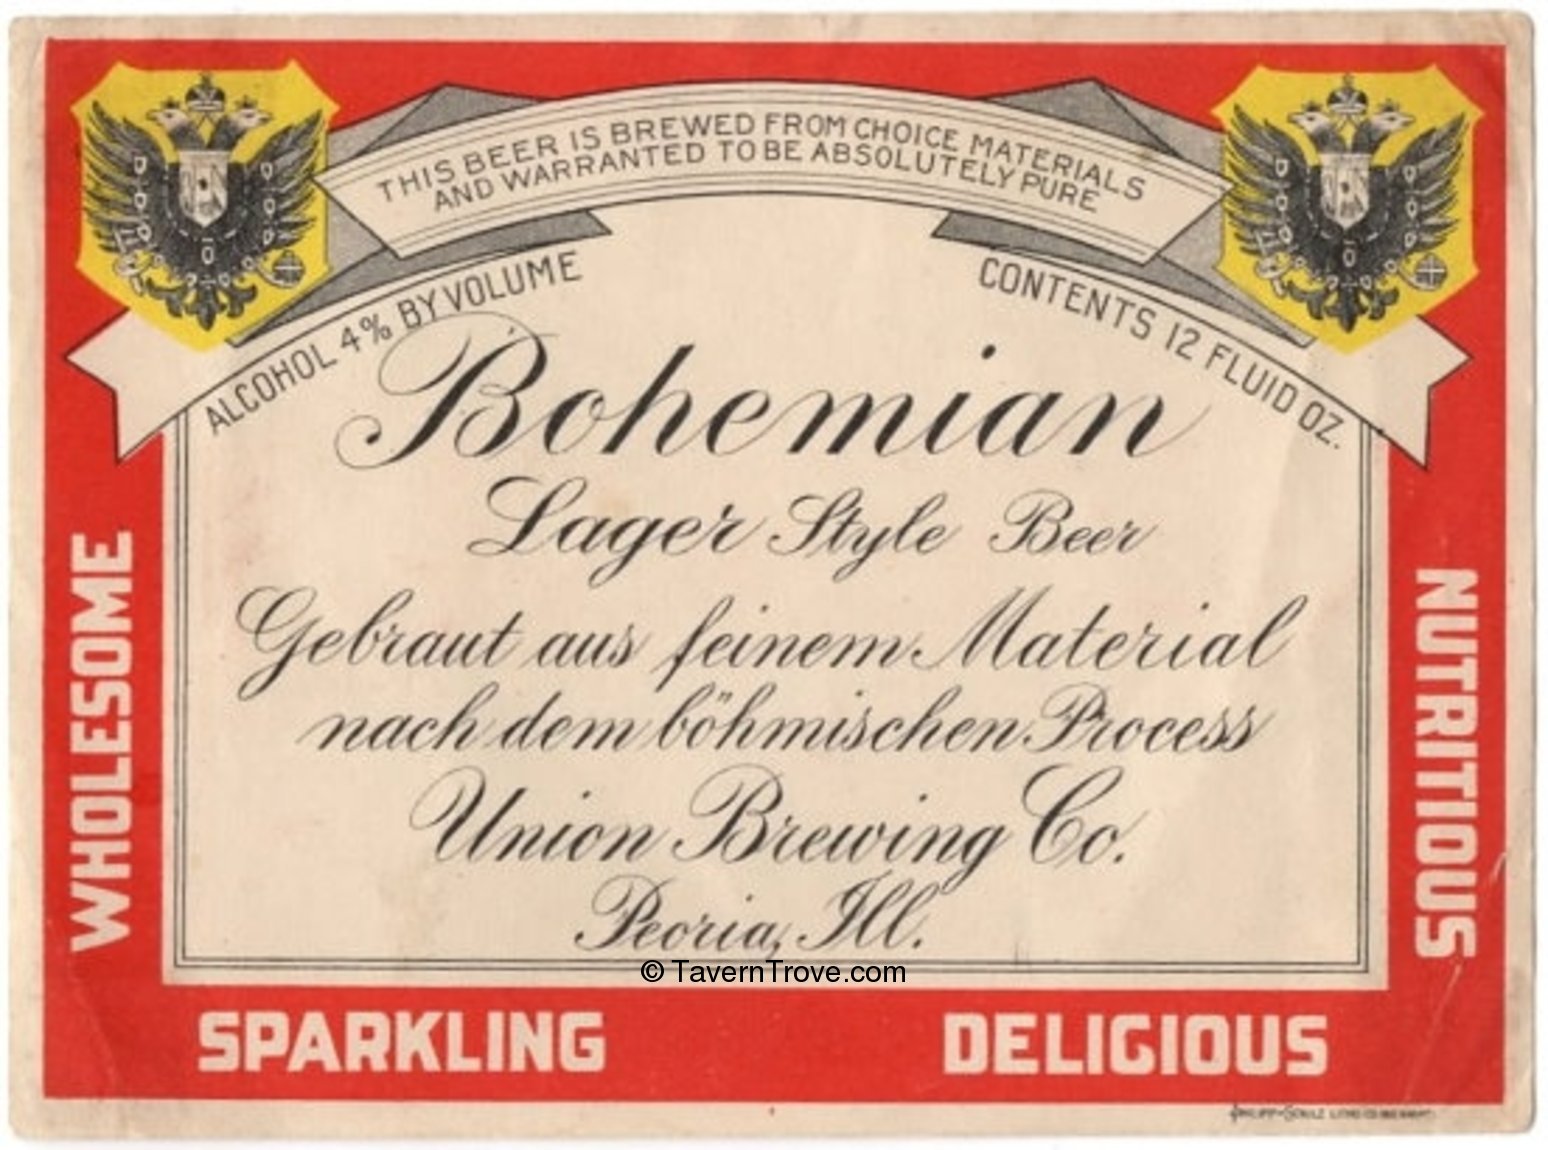 THIS BEER IS BREWED FROM CHOICE MATERIALS
AND WARRANTED TO BE ABSOLUTELY PURE
ALCOHOL 4% BY VOLUME
CONTENTS 12 FLUID OZ.
Bohemian
Lager Style Beer
Gebraut aus feinem Material
nach dem böhmischen Process
Union Brewing Co.
Peoria, Ill.
WHOLESOME
NUTRITIOUS
© TavernTrove.com
SPARKLING
DELICIOUS